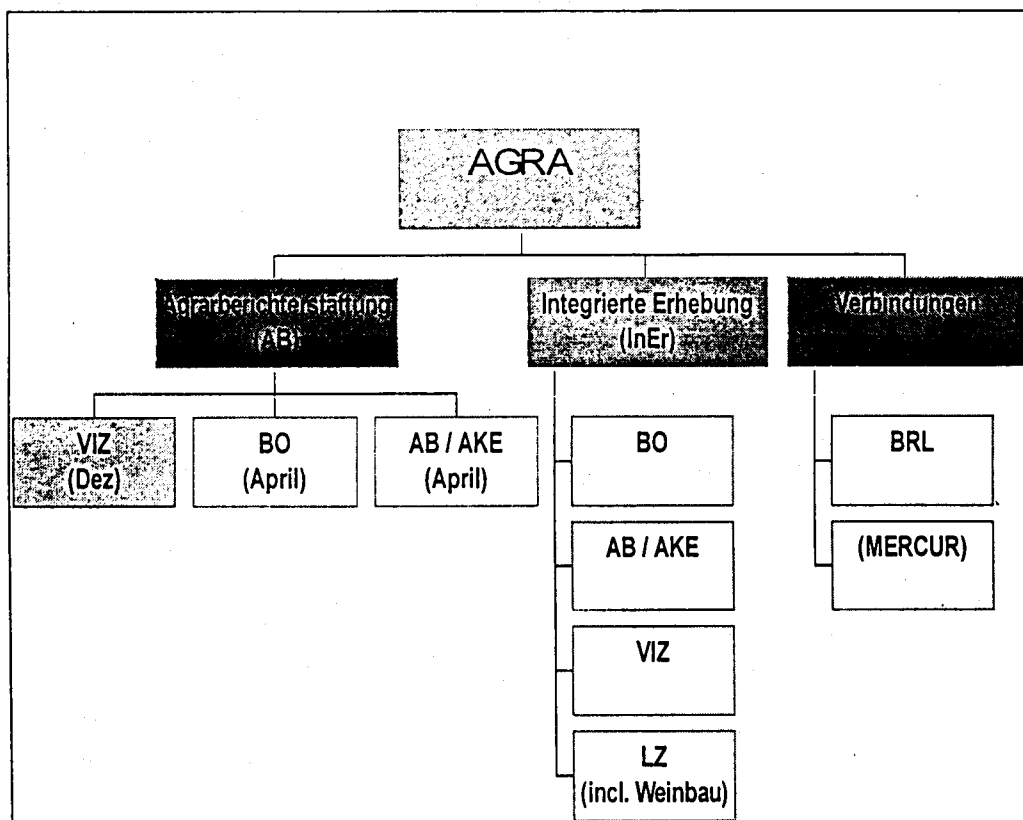 AGRA
Agrarberichterstattung
(AB)
Integrierte Erhebung
(InEr)
Verbindungen
VIZ
(Dez)
BO
(April)
AB / AKE
(April)
BO
AB / AKE
VIZ
LZ
(incl. Weinbau)
BRL
(MERCUR)